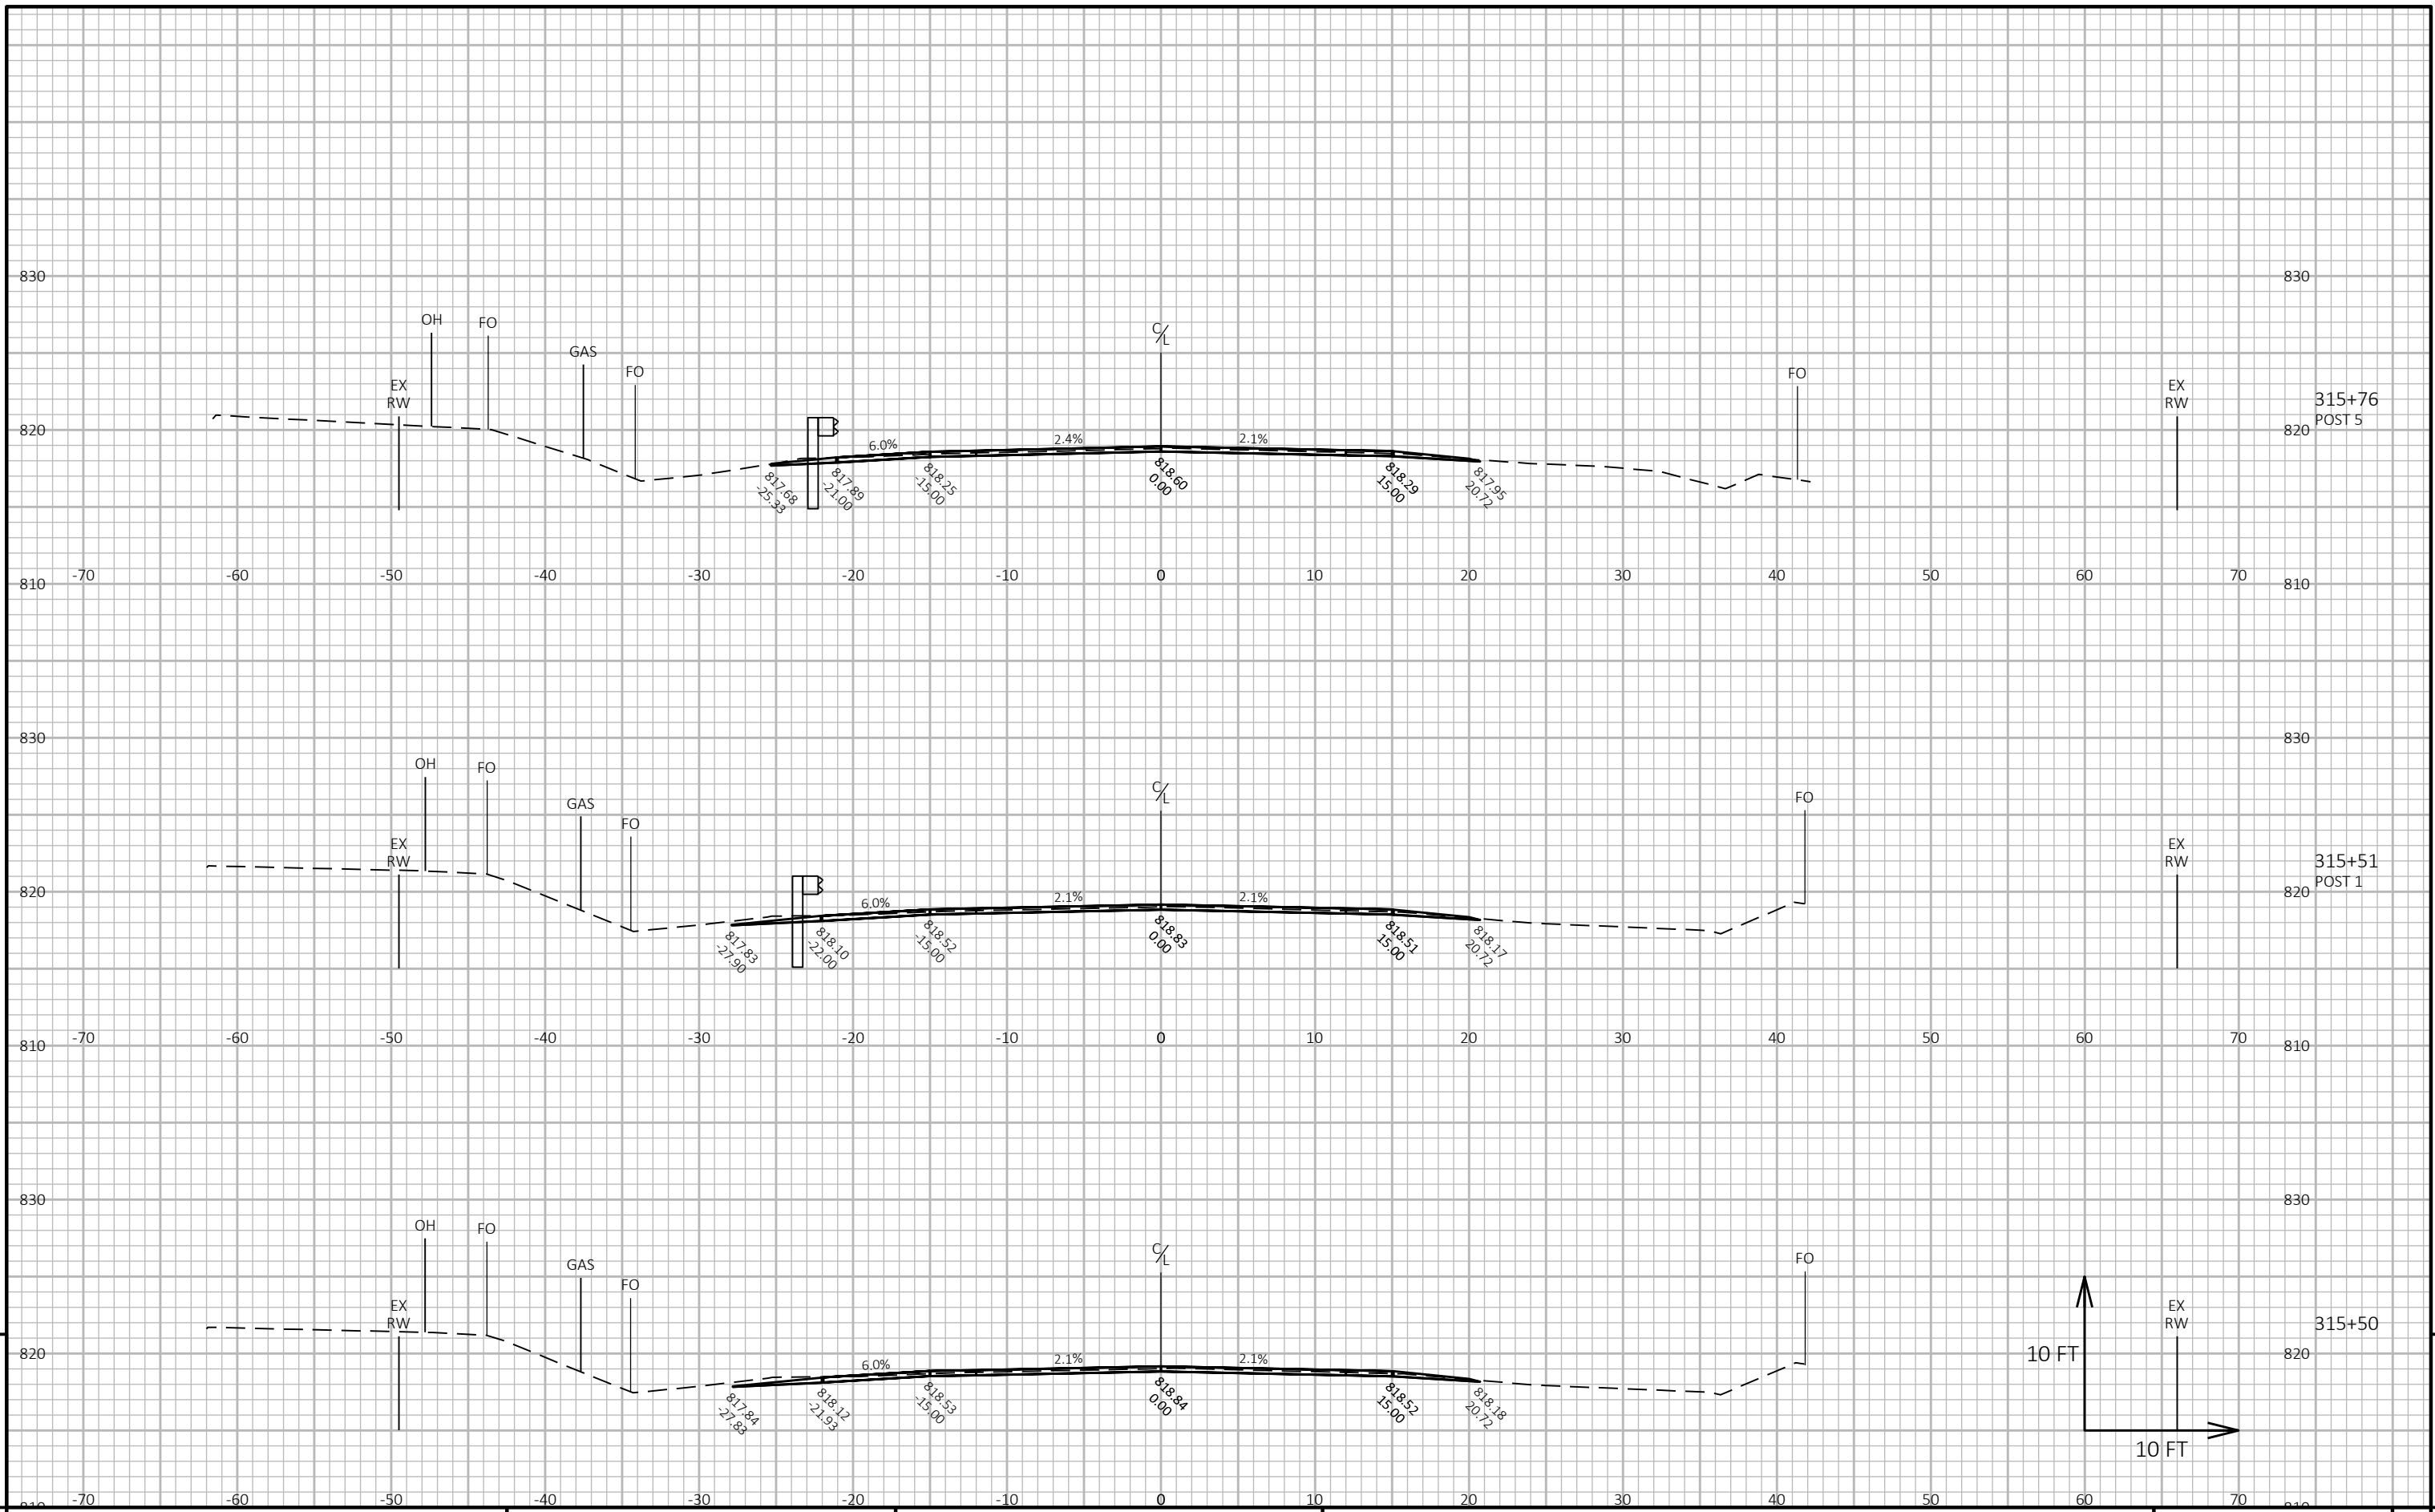 830 830
OH FO GAS FO C/L FO
EX EX
RW RW
315+76
POST 5
820 6.0% 2.4% 2.1% 820
817.68 817.89 818.25 818.60 818.29 817.95
-25.33 -21.00 -15.00 0.00 15.00 20.72
-70 -60 -50 -40 -30 -20 -10 0 10 20 30 40 50 60 70
810 810
830 830
OH FO GAS FO C/L FO
EX EX
RW RW
315+51
POST 1
820 6.0% 2.1% 2.1% 820
817.83 818.10 818.52 818.83 818.51 818.17
-27.90 -22.00 -15.00 0.00 15.00 20.72
-70 -60 -50 -40 -30 -20 -10 0 10 20 30 40 50 60 70
810 810
830 830
OH FO GAS FO C/L FO
EX EX
RW RW
315+50
820 6.0% 2.1% 2.1% 10 FT 820
817.84 818.12 818.53 818.84 818.52 818.18
-27.83 -21.93 -15.00 0.00 15.00 20.72
10 FT
-70 -60 -50 -40 -30 -20 -10 0 10 20 30 40 50 60 70
810 810